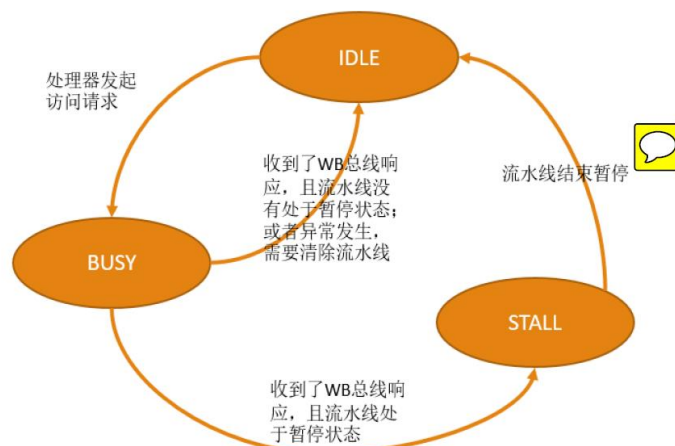 IDLE
处理器发起
访问请求
收到了WB总线响
应，且流水线没
有处于暂停状态；
或者异常发生，
需要清除流水线
流水线结束暂停
BUSY
STALL
收到了WB总线响
应，且流水线处
于暂停状态